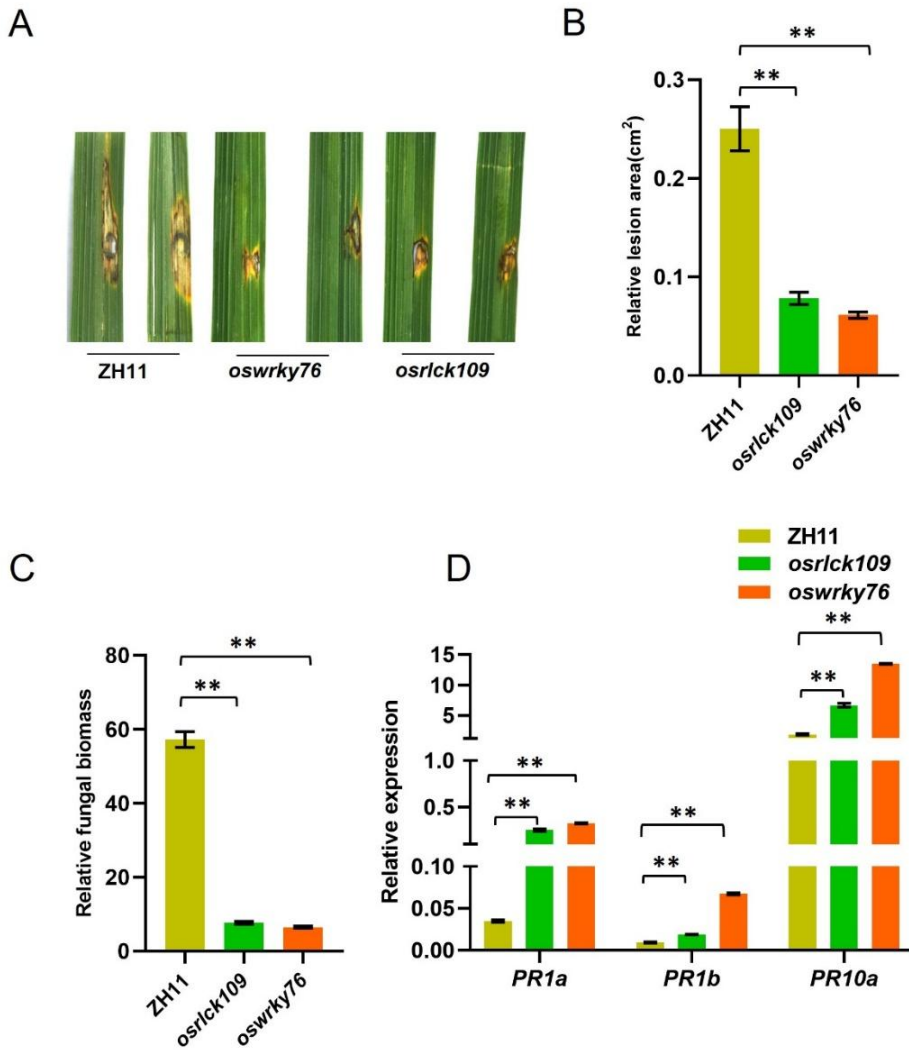 A
ZH11
oswrky76
osrlck109
B
**
**
Relative lesion area(cm²)
0.3
0.2
0.1
0.0
ZH11
osrlck109
oswrky76
C
**
**
Relative fungal biomass
80
60
40
20
0
ZH11
osrlck109
oswrky76
D
ZH11
osrlck109
oswrky76
Relative expression
15
10
5
1.0
0.5
0.10
0.05
0.00
**
**
**
**
**
**
PR1a
PR1b
PR10a